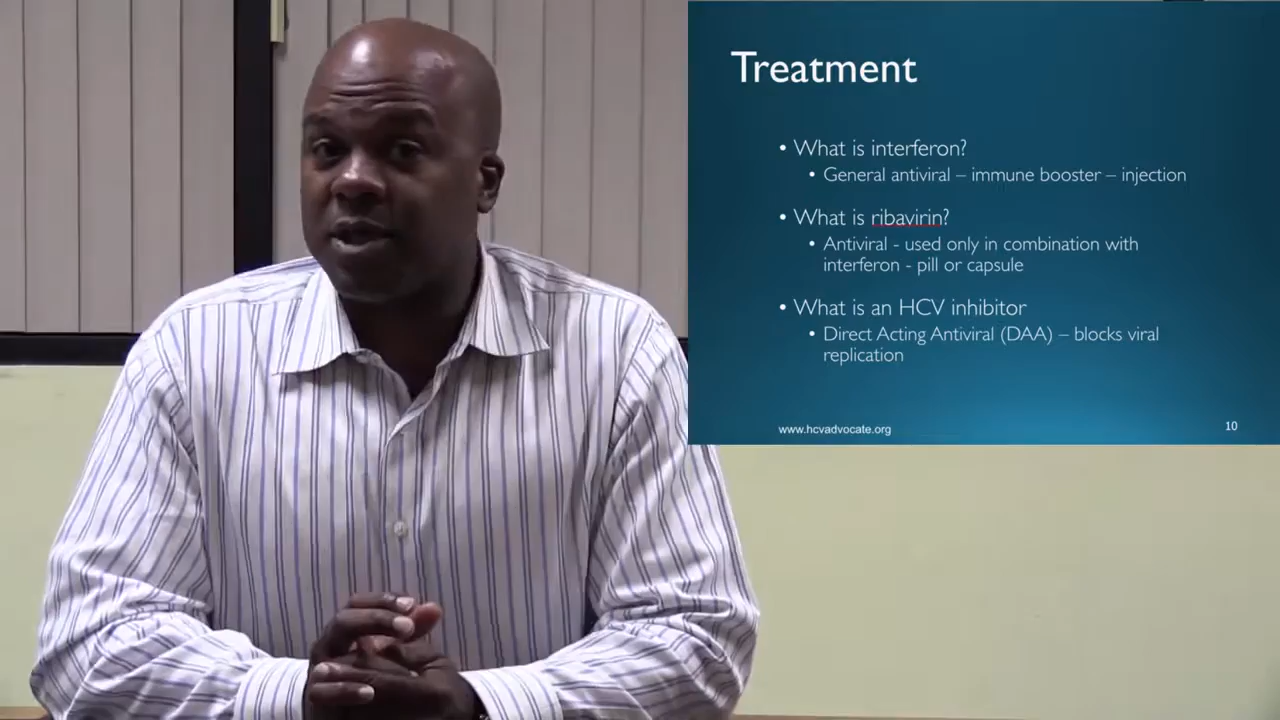 Treatment
• What is interferon?
• General antiviral – immune booster – injection
• What is ribavirin?
• Antiviral - used only in combination with
interferon - pill or capsule
• What is an HCV inhibitor
• Direct Acting Antiviral (DAA) – blocks viral
replication
www.hcvadvocate.org
10